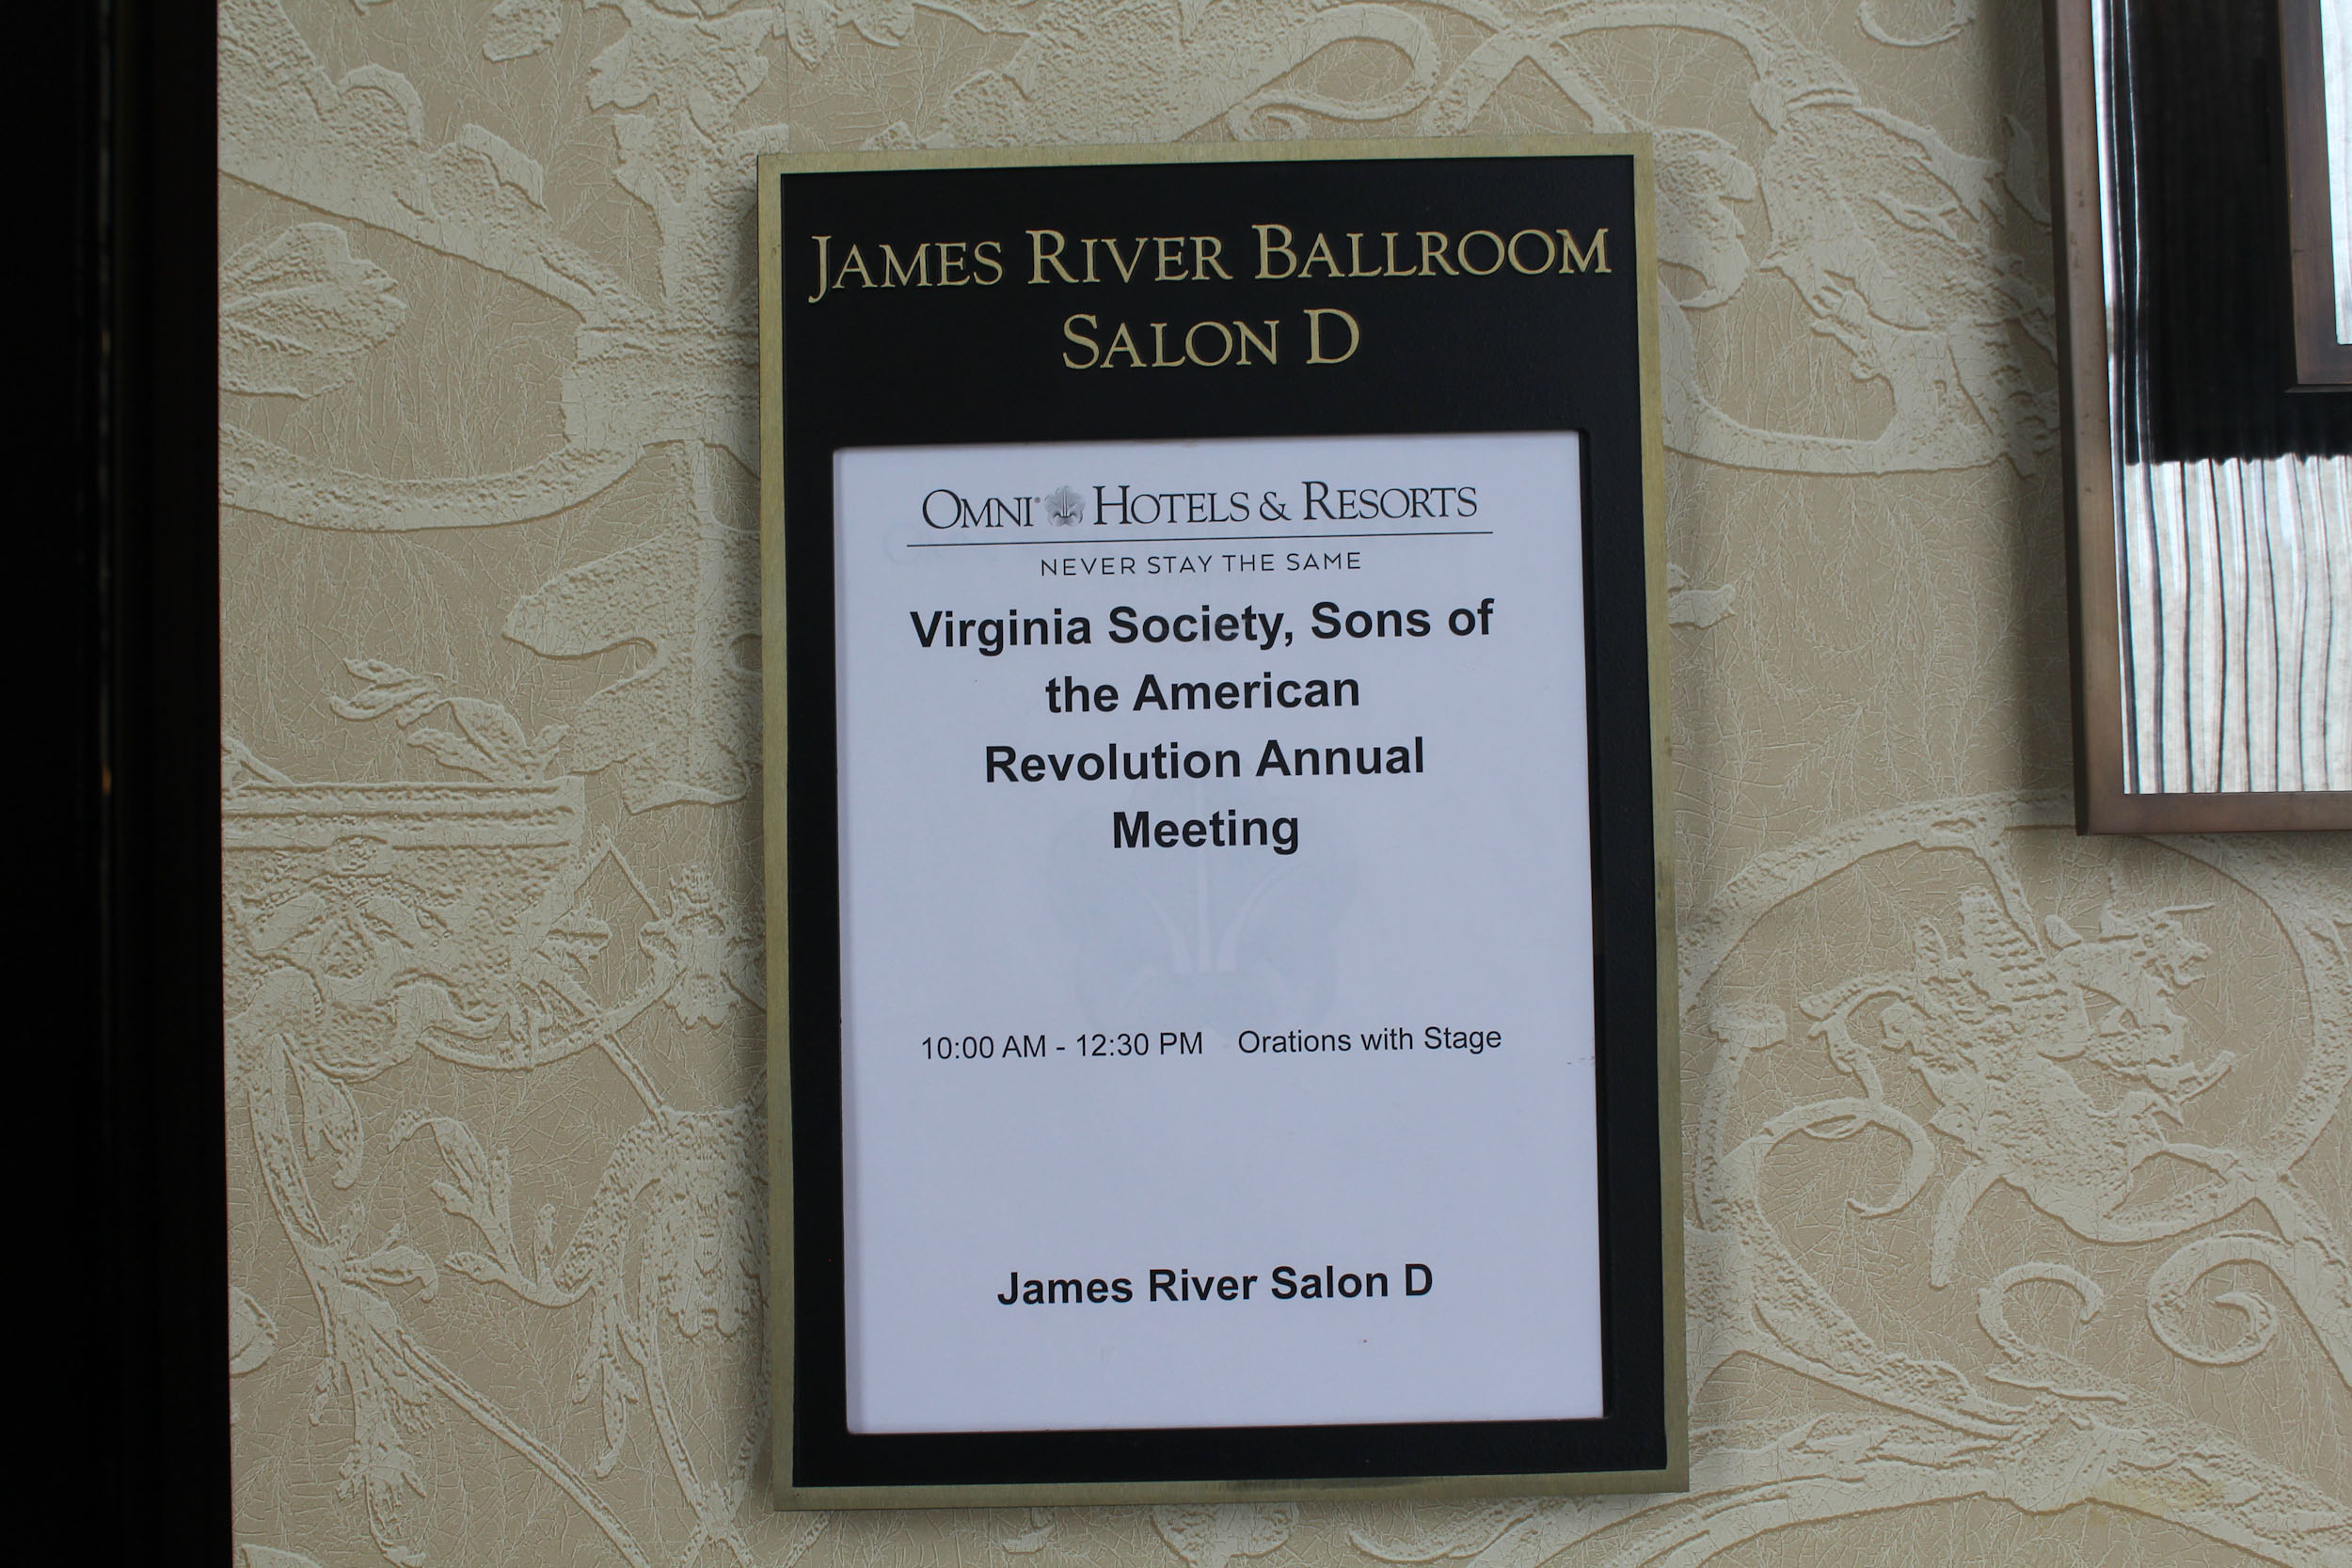 JAMES RIVER BALLROOM
SALON D
OMNI® HOTELS & RESORTS
NEVER STAY THE SAME
Virginia Society, Sons of
the American
Revolution Annual
Meeting
10:00 AM - 12:30 PM Orations with Stage
James River Salon D